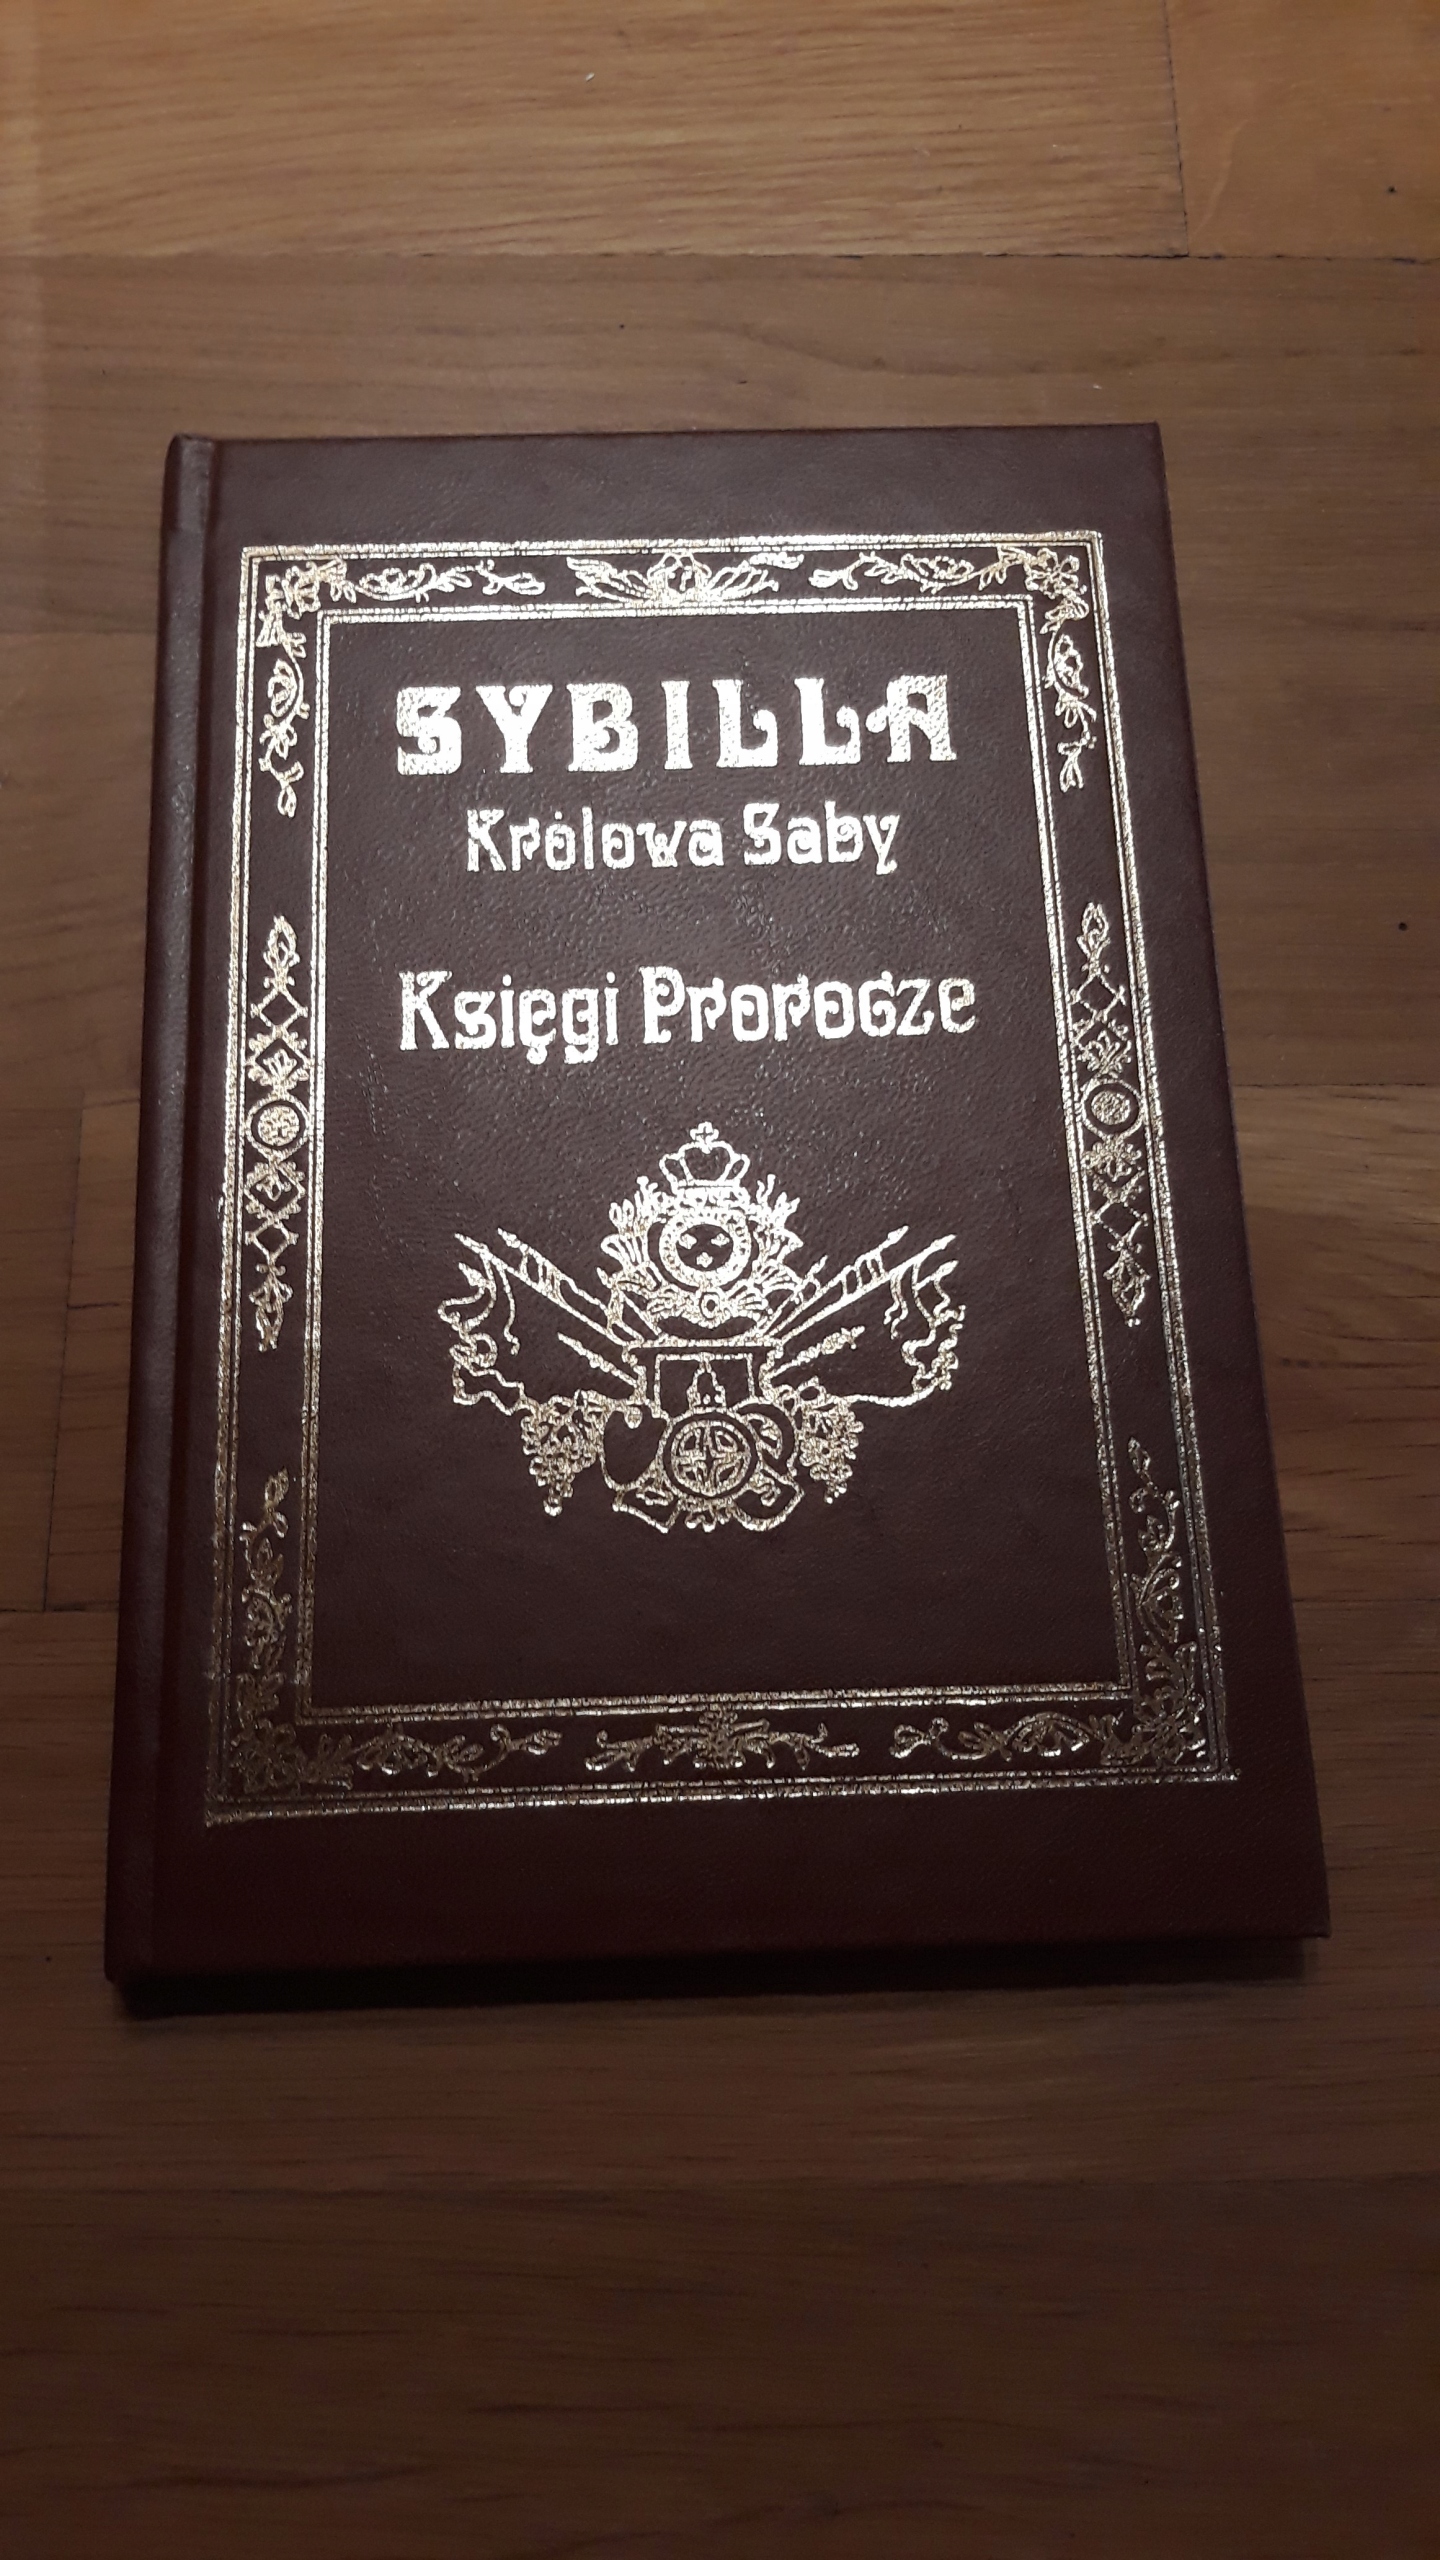 SYBILLA
Królowa Saby
Księgi Prorocze